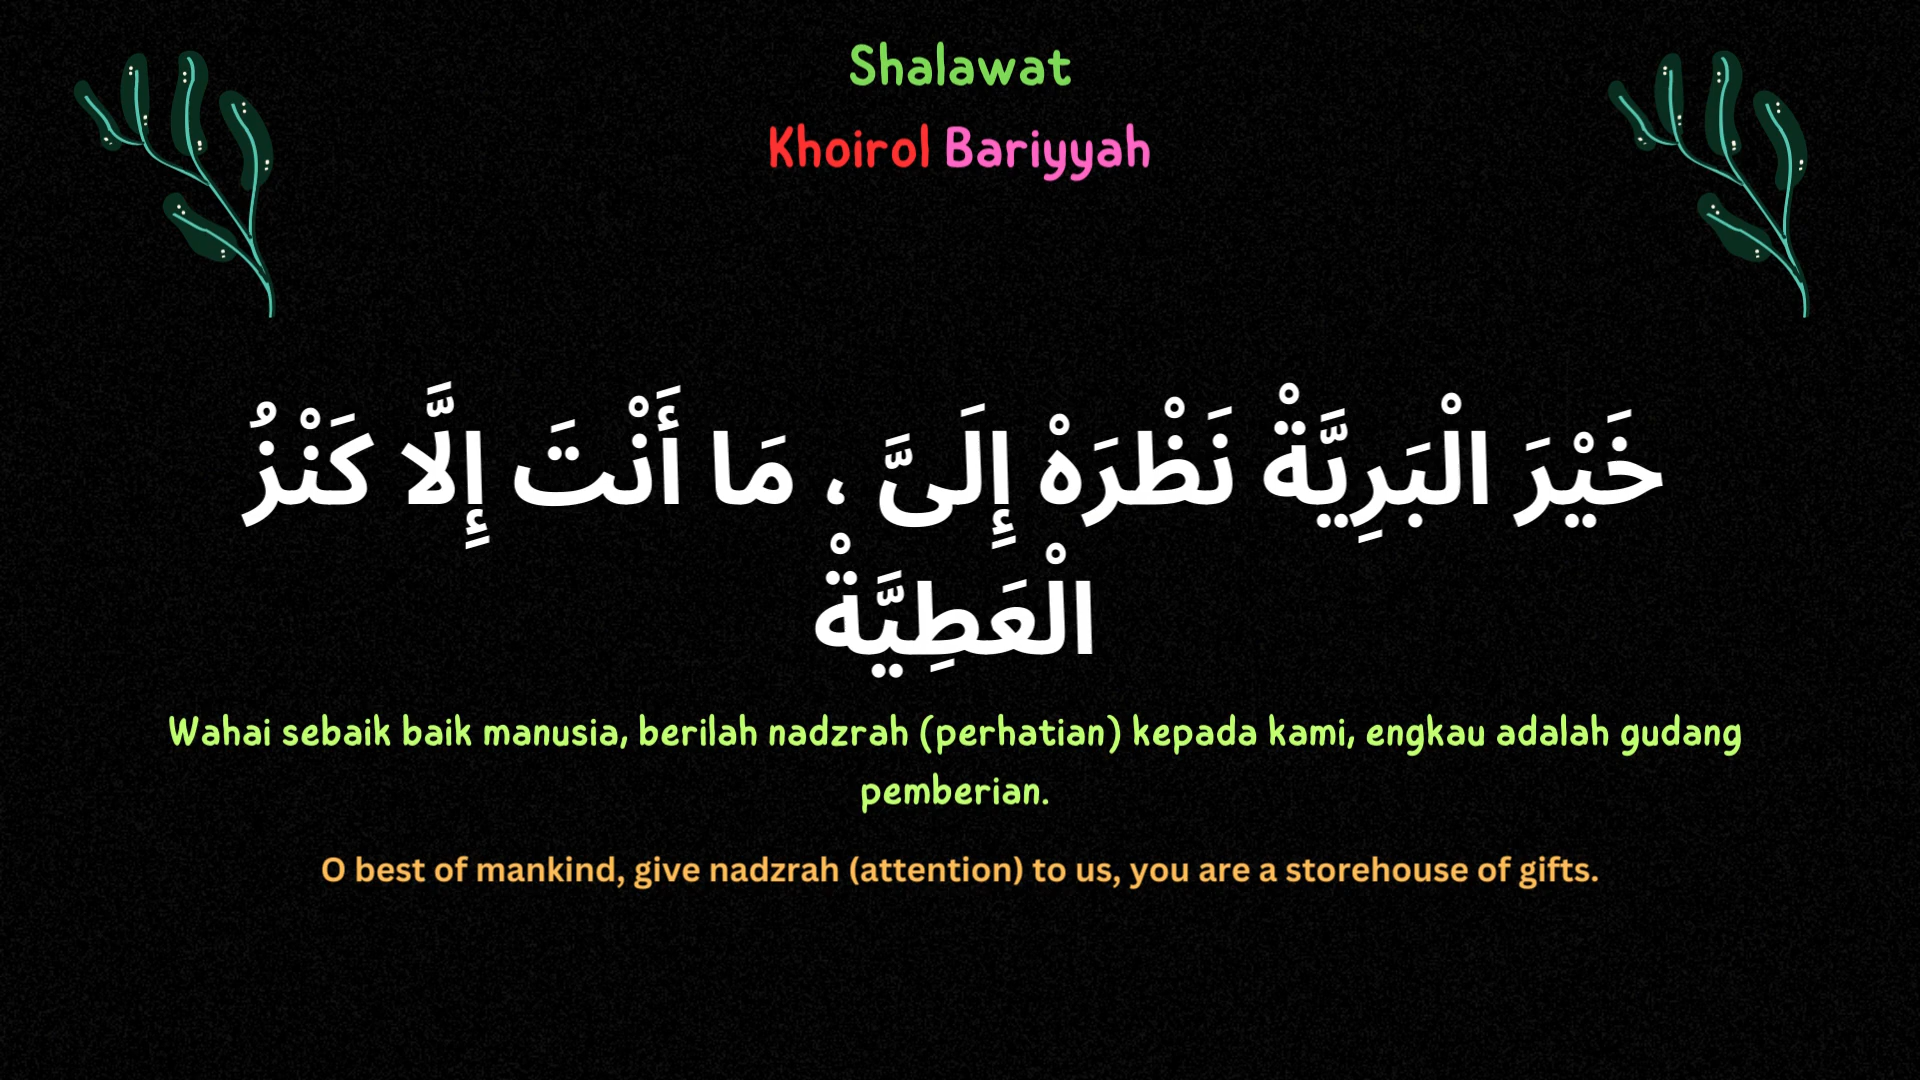 Shalawat
Khoirol Bariyyah
خَيْرَ الْبَرِيَّةْ نَظْرَهْ إِلَىَّ ، مَا أَنْتَ إِلَّا كَنْزُ
الْعَطِيَّةْ
Wahai sebaik baik manusia, berilah nadzrah (perhatian) kepada kami, engkau adalah gudang
pemberian.
O best of mankind, give nadzrah (attention) to us, you are a storehouse of gifts.